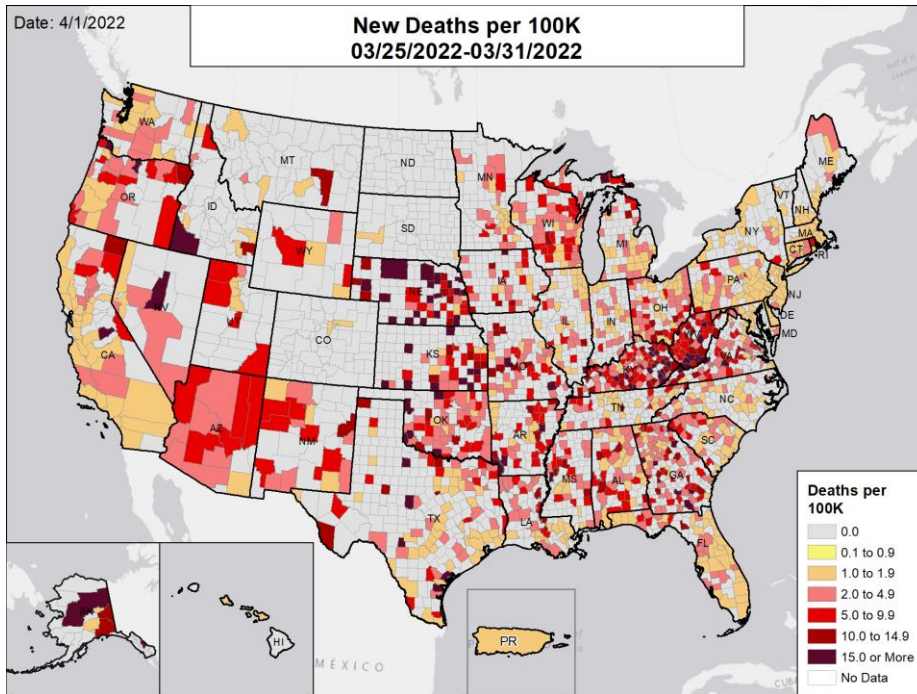 Date: 4/1/2022
New Deaths per 100K
03/25/2022-03/31/2022
WA
MT
ND
MN
ME
OR
ID
SD
WI
VT
NH
NY
MA
CT
RI
WY
MI
NV
NE
IA
PA
NJ
CA
UT
CO
IL
IN
OH
DE
MD
KS
MO
KY
VA
AZ
NM
OK
AR
TN
NC
SC
TX
LA
MS
AL
GA
FL
HI
PR
MÉXICO
Deaths per
100K
0.0
0.1 to 0.9
1.0 to 1.9
2.0 to 4.9
5.0 to 9.9
10.0 to 14.9
15.0 or More
No Data